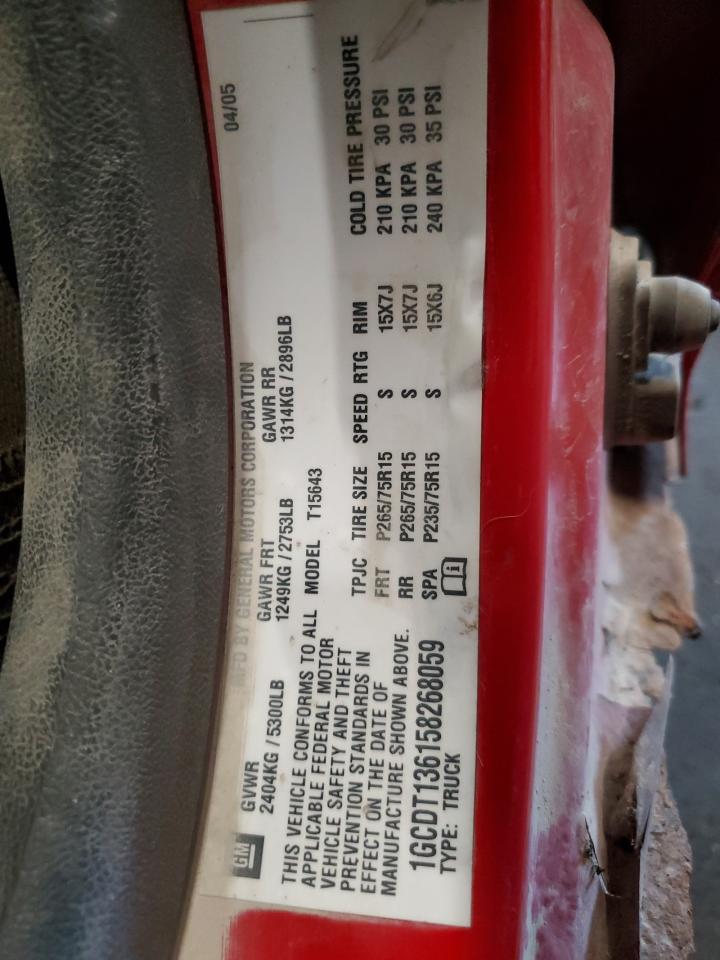 GM
MFD BY GENERAL MOTORS CORPORATION 04/05
GVWR GAWR FRT GAWR RR
2404KG / 5300LB 1249KG / 2753LB 1314KG / 2896LB
THIS VEHICLE CONFORMS TO ALL
APPLICABLE FEDERAL MOTOR
VEHICLE SAFETY AND THEFT
PREVENTION STANDARDS IN
EFFECT ON THE DATE OF
MANUFACTURE SHOWN ABOVE.
1GCDT136158268059
TYPE: TRUCK
MODEL T15643
TPJC TIRE SIZE SPEED RTG RIM COLD TIRE PRESSURE
FRT P265/75R15 S 15X7J 210 KPA 30 PSI
RR P265/75R15 S 15X7J 210 KPA 30 PSI
SPA P235/75R15 S 15X6J 240 KPA 35 PSI